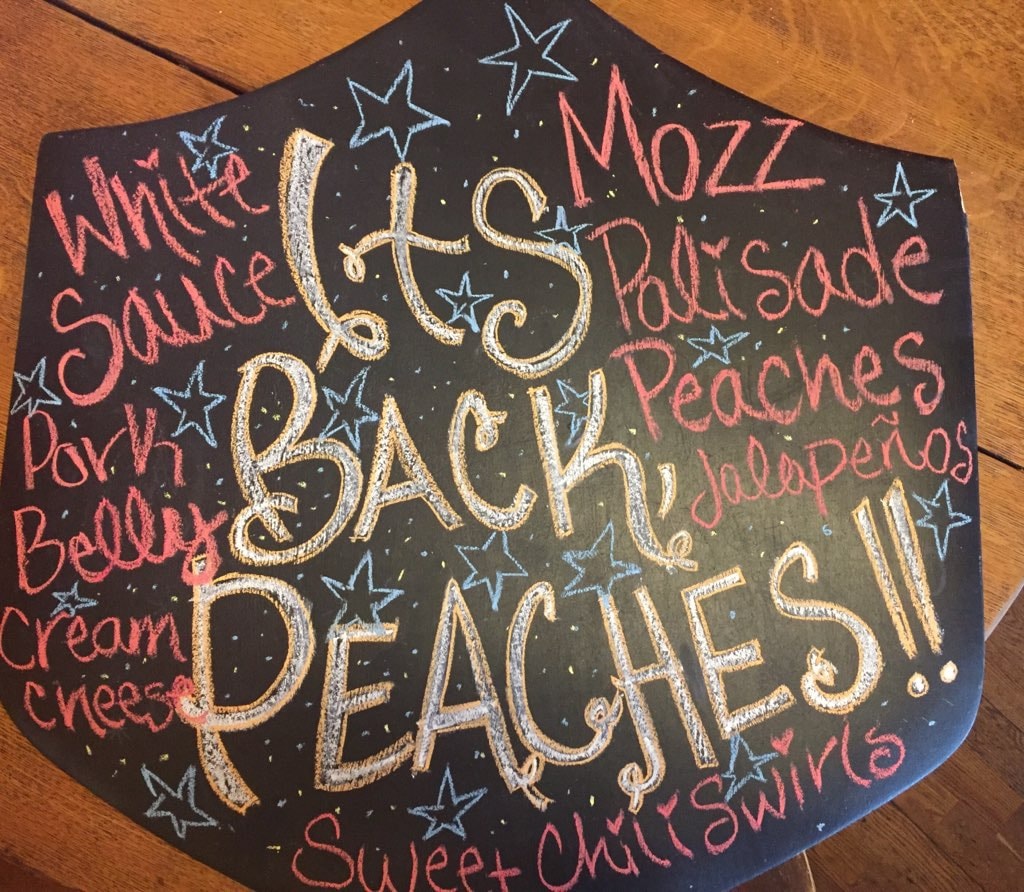 Its
Back,
Peaches!!
White
Sauce
Pork
Belly
Cream
cheese
Mozz
Palisade
Peaches
Jalapeños
Sweet Chili Swirls